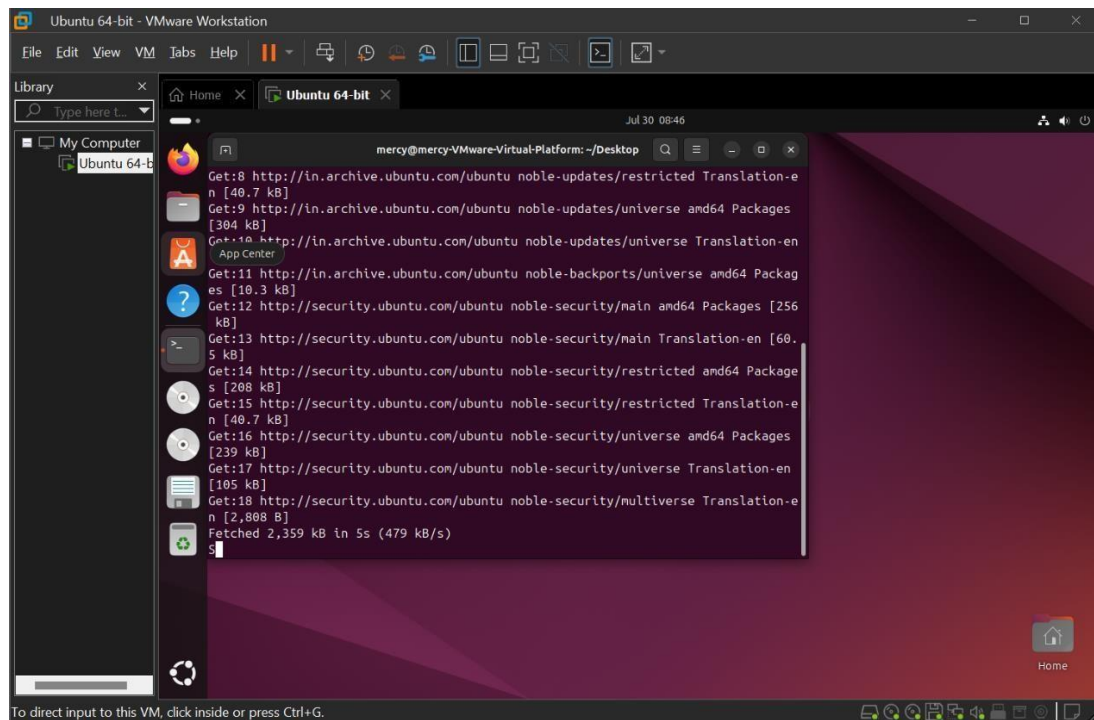 Ubuntu 64-bit - VMware Workstation
File Edit View VM Tabs Help
Library
Type here t...
My Computer
Ubuntu 64-b
Home
Ubuntu 64-bit
Jul 30 08:46
mercy@mercy-VMware-Virtual-Platform: ~/Desktop
Get:8 http://in.archive.ubuntu.com/ubuntu noble-updates/restricted Translation-e
n [40.7 kB]
Get:9 http://in.archive.ubuntu.com/ubuntu noble-updates/universe amd64 Packages
[304 kB]
Get:10 http://in.archive.ubuntu.com/ubuntu noble-updates/universe Translation-en
App Center
Get:11 http://in.archive.ubuntu.com/ubuntu noble-backports/universe amd64 Packag
es [10.3 kB]
Get:12 http://security.ubuntu.com/ubuntu noble-security/main amd64 Packages [256
kB]
Get:13 http://security.ubuntu.com/ubuntu noble-security/main Translation-en [60.
5 kB]
Get:14 http://security.ubuntu.com/ubuntu noble-security/restricted amd64 Package
s [208 kB]
Get:15 http://security.ubuntu.com/ubuntu noble-security/restricted Translation-e
n [40.7 kB]
Get:16 http://security.ubuntu.com/ubuntu noble-security/universe amd64 Packages
[239 kB]
Get:17 http://security.ubuntu.com/ubuntu noble-security/universe Translation-en
[105 kB]
Get:18 http://security.ubuntu.com/ubuntu noble-security/multiverse Translation-e
n [2,808 B]
Fetched 2,359 kB in 5s (479 kB/s)
S
Home
To direct input to this VM, click inside or press Ctrl+G.